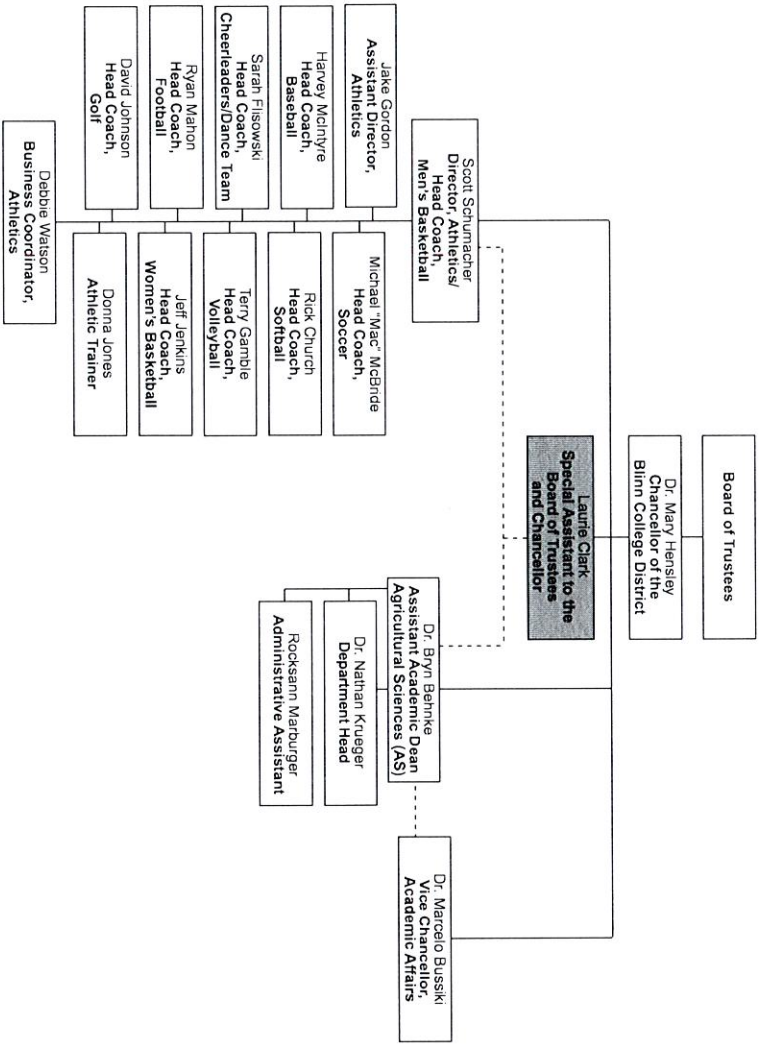 Board of Trustees
Dr. Mary Hensley
Chancellor of the
Blinn College District
Laurie Clark
Special Assistant to the
Board of Trustees
and Chancellor
Scott Schumacher
Director, Athletics/
Head Coach,
Men's Basketball
Dr. Bryn Behnke
Assistant Academic Dean
Agricultural Sciences (AS)
Dr. Marcelo Bussiki
Vice Chancellor,
Academic Affairs
Jake Gordon
Assistant Director,
Athletics
Michael "Mac" McBride
Head Coach,
Soccer
Dr. Nathan Krueger
Department Head
Harvey McIntyre
Head Coach,
Baseball
Rick Church
Head Coach,
Softball
Rocksann Marburger
Administrative Assistant
Sarah Flisowski
Head Coach,
Cheerleaders/Dance Team
Terry Gamble
Head Coach,
Volleyball
Ryan Mahon
Head Coach,
Football
Jeff Jenkins
Head Coach,
Women's Basketball
David Johnson
Head Coach,
Golf
Donna Jones
Athletic Trainer
Debbie Watson
Business Coordinator,
Athletics